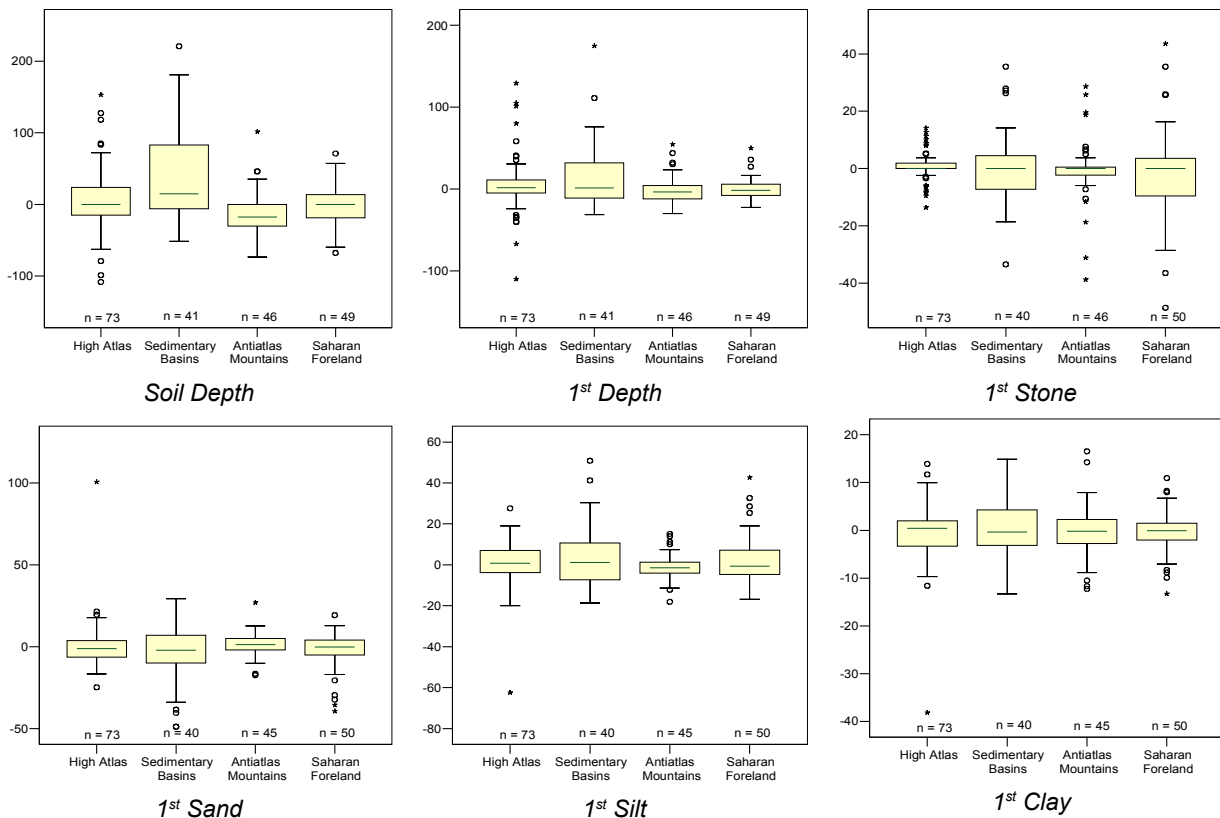 200
100
0
-100
n = 73
n = 41
n = 46
n = 49
High Atlas
Sedimentary
Basins
Antiatlas
Mountains
Saharan
Foreland
Soil Depth
200
100
0
-100
n = 73
n = 41
n = 46
n = 49
High Atlas
Sedimentary
Basins
Antiatlas
Mountains
Saharan
Foreland
1st Depth
40
20
0
-20
-40
n = 73
n = 40
n = 46
n = 50
High Atlas
Sedimentary
Basins
Antiatlas
Mountains
Saharan
Foreland
1st Stone
100
50
0
-50
n = 73
n = 40
n = 45
n = 50
High Atlas
Sedimentary
Basins
Antiatlas
Mountains
Saharan
Foreland
1st Sand
60
40
20
0
-20
-40
-60
-80
n = 73
n = 40
n = 45
n = 50
High Atlas
Sedimentary
Basins
Antiatlas
Mountains
Saharan
Foreland
1st Silt
20
10
0
-10
-20
-30
-40
n = 73
n = 40
n = 45
n = 50
High Atlas
Sedimentary
Basins
Antiatlas
Mountains
Saharan
Foreland
1st Clay